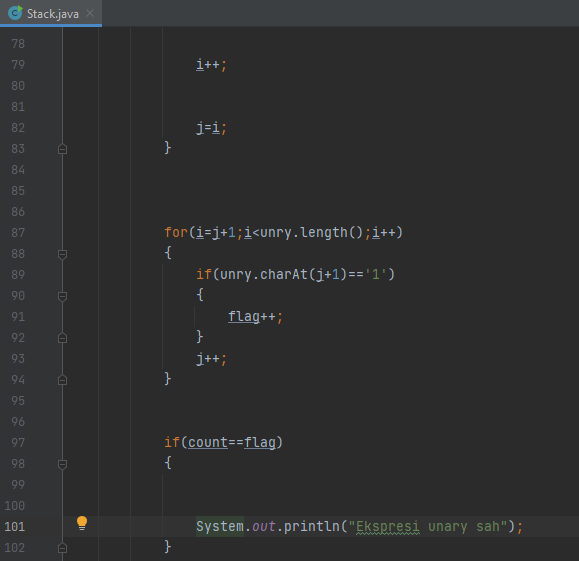 Stack.java
78
79 i++;
80
81
82 j=i;
83 }
84
85
86
87 for(i=j+1;i<unry.length();i++)
88 {
89 if(unry.charAt(j+1)=='1')
90 {
91 flag++;
92 }
93 j++;
94 }
95
96
97 if(count==flag)
98 {
99
100
101 System.out.println("Ekspresi unary sah");
102 }